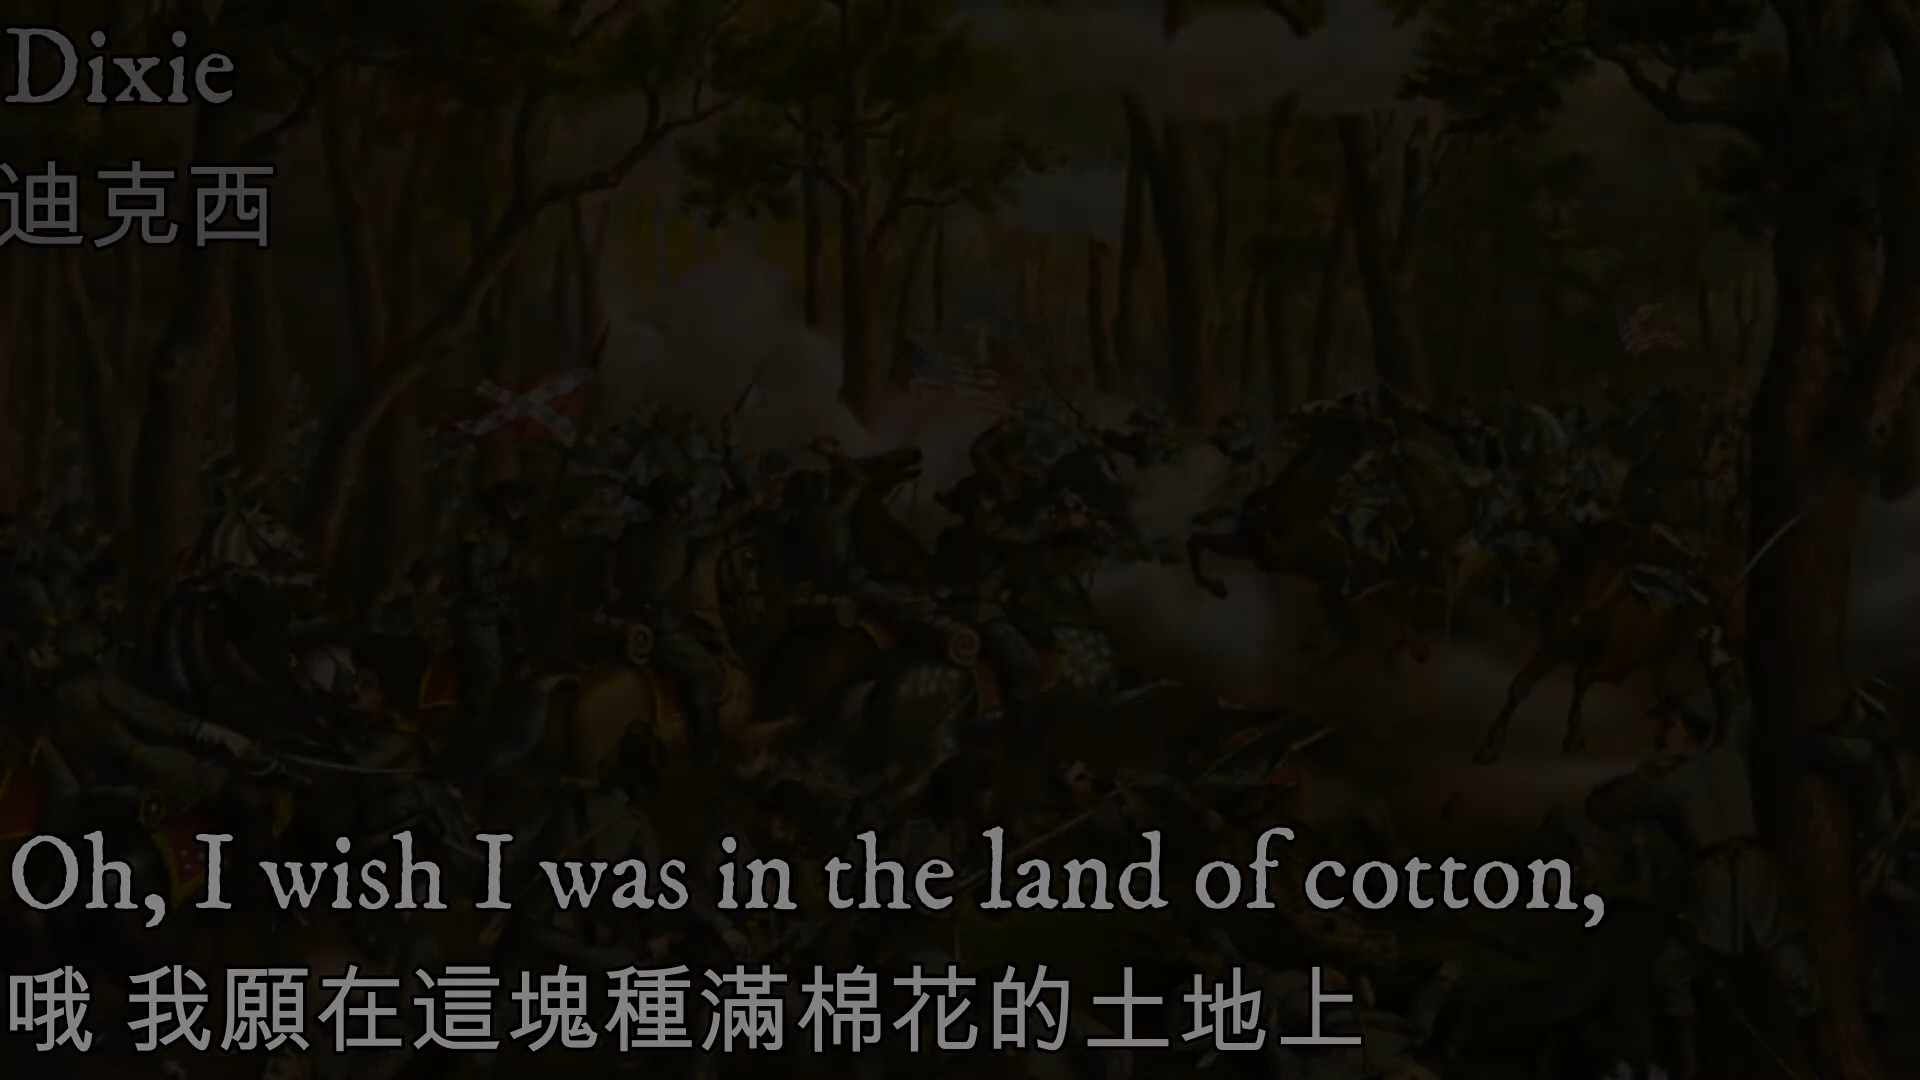 Dixie
迪克西
Oh, I wish I was in the land of cotton,
哦 我願在這塊種滿棉花的土地上